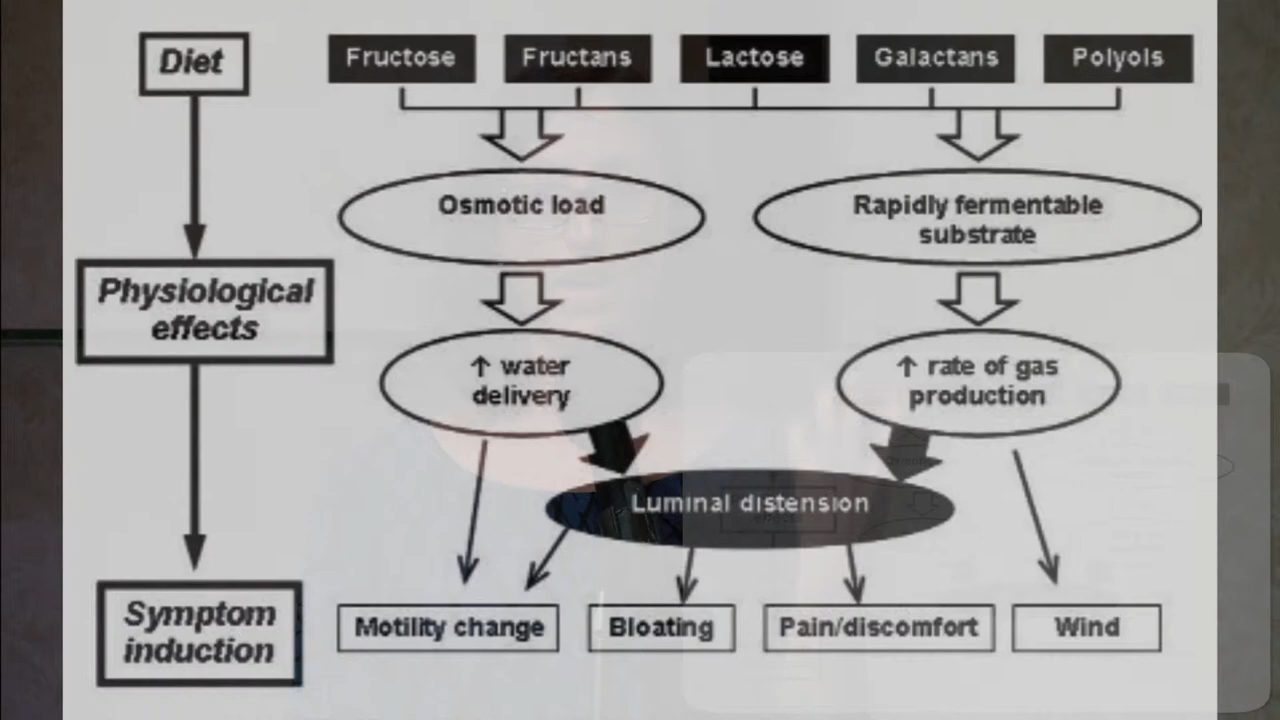 Diet
Fructose
Fructans
Lactose
Galactans
Polyols
Osmotic load
Rapidly fermentable
substrate
Physiological
effects
↑ water
delivery
↑ rate of gas
production
Luminal distension
Symptom
induction
Motility change
Bloating
Pain/discomfort
Wind